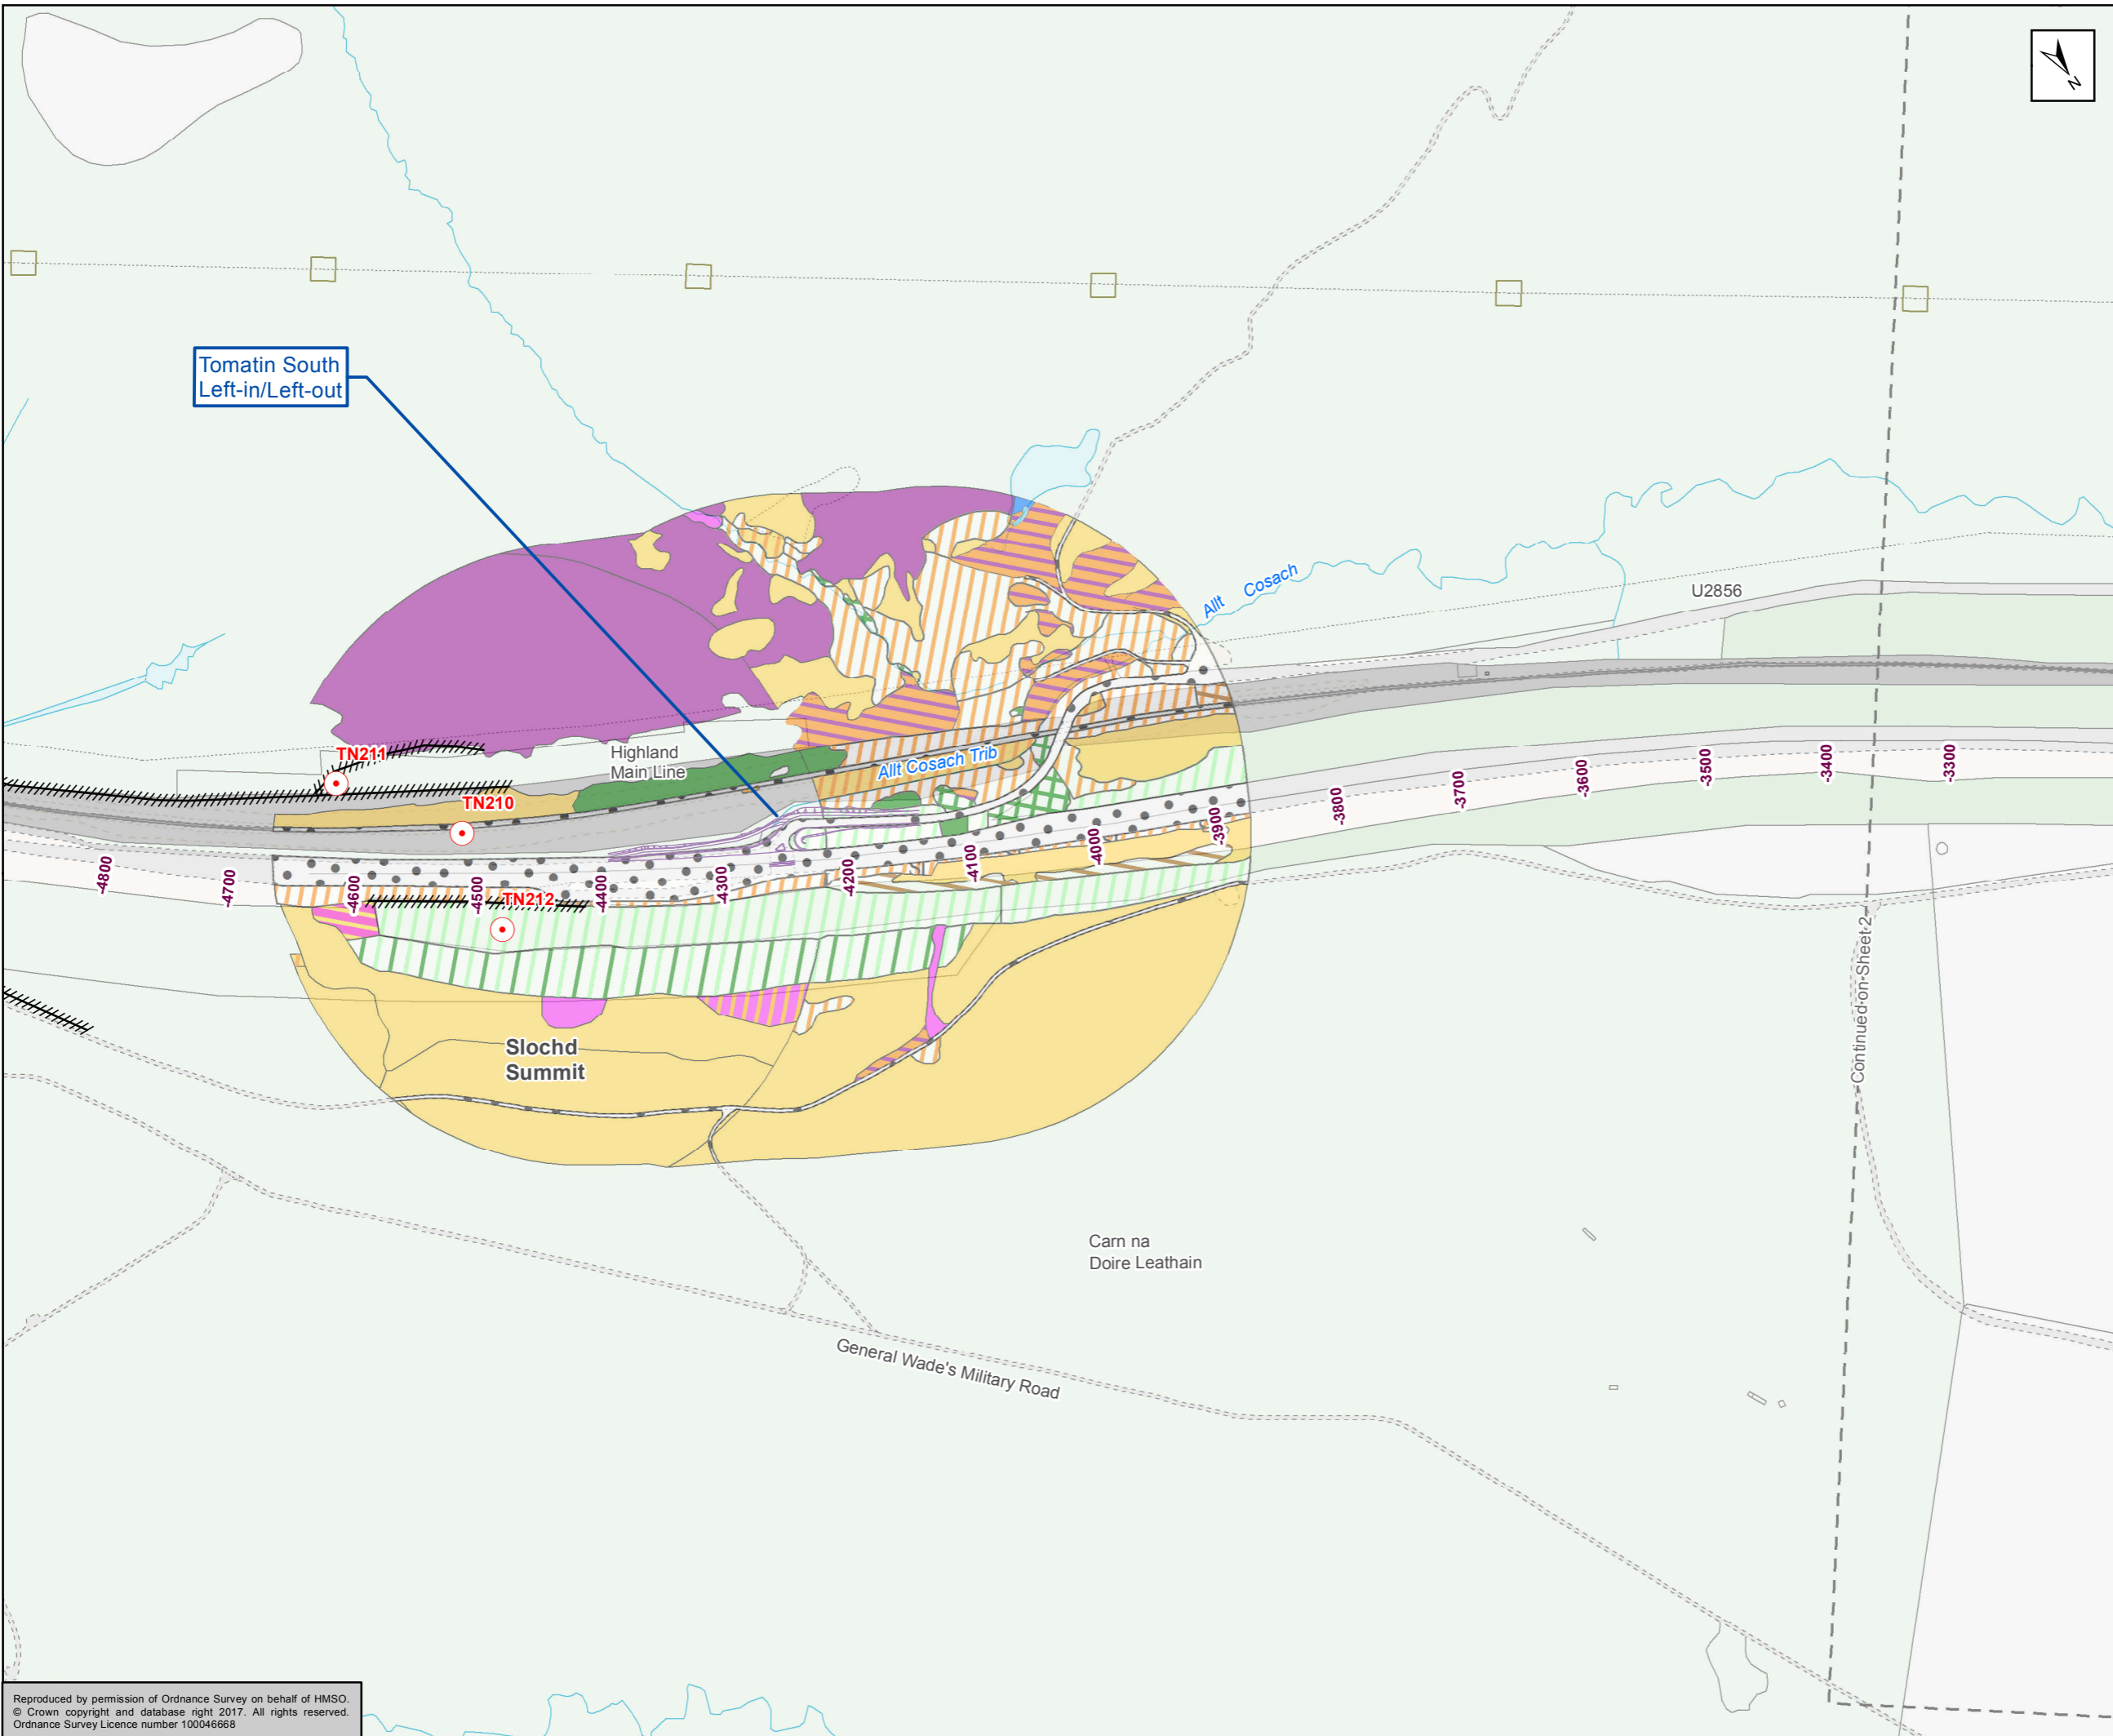 N
Tomatin South
Left-in/Left-out
Allt Cosach
U2856
TN211
Highland
Main Line
Allt Cosach Trib
TN210
-4800
-4700
-4600
-4500
-4400
-4300
-4200
-4100
-4000
-3900
-3800
-3700
-3600
-3500
-3400
-3300
TN212
Continued on Sheet 2
Slochd
Summit
Carn na
Doire Leathain
General Wade's Military Road
Reproduced by permission of Ordnance Survey on behalf of HMSO.
© Crown copyright and database right 2017. All rights reserved.
Ordnance Survey Licence number 100046668